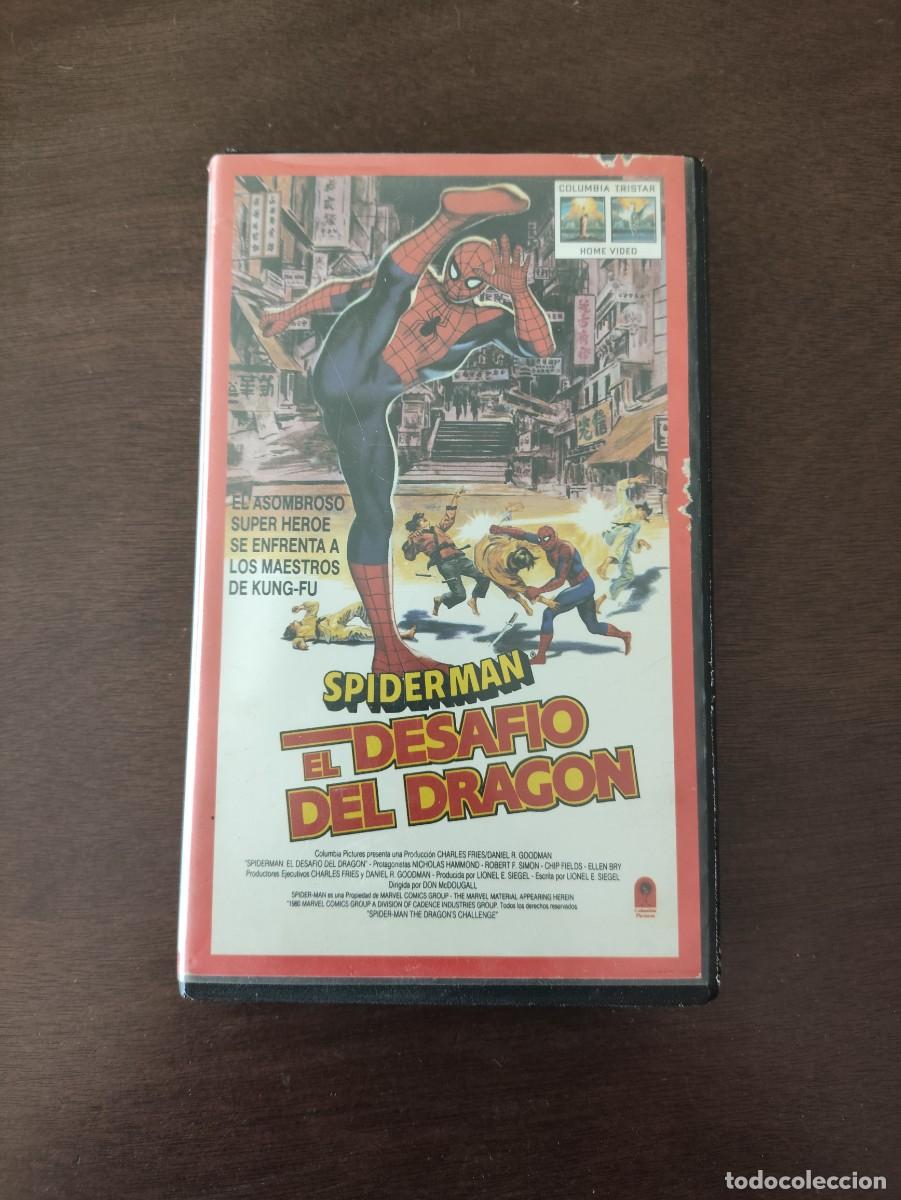 COLUMBIA TRISTAR
HOME VIDEO
EL ASOMBROSO
SUPER HEROE
SE ENFRENTA A
LOS MAESTROS
DE KUNG-FU
SPIDERMAN
EL DESAFIO
DEL DRAGON
Columbia Pictures presenta una Producción CHARLES FRIES/DANIEL R. GOODMAN
"SPIDERMAN: EL DESAFIO DEL DRAGON" - Protagonistas NICHOLAS HAMMOND - ROBERT F. SIMON - CHIP FIELDS - ELLEN BRY
Productores Ejecutivos CHARLES FRIES y DANIEL R. GOODMAN - Producida por LIONEL E. SIEGEL - Escrita por LIONEL E. SIEGEL
Dirigida por DON McDOUGALL
SPIDER-MAN es una Propiedad de MARVEL COMICS GROUP - THE MARVEL MATERIAL APPEARING HEREIN
"1980 MARVEL COMICS GROUP A DIVISION OF CADENCE INDUSTRIES GROUP. Todos los derechos reservados.
"SPIDER-MAN THE DRAGON'S CHALLENGE"
Columbia
Pictures
todocoleccion